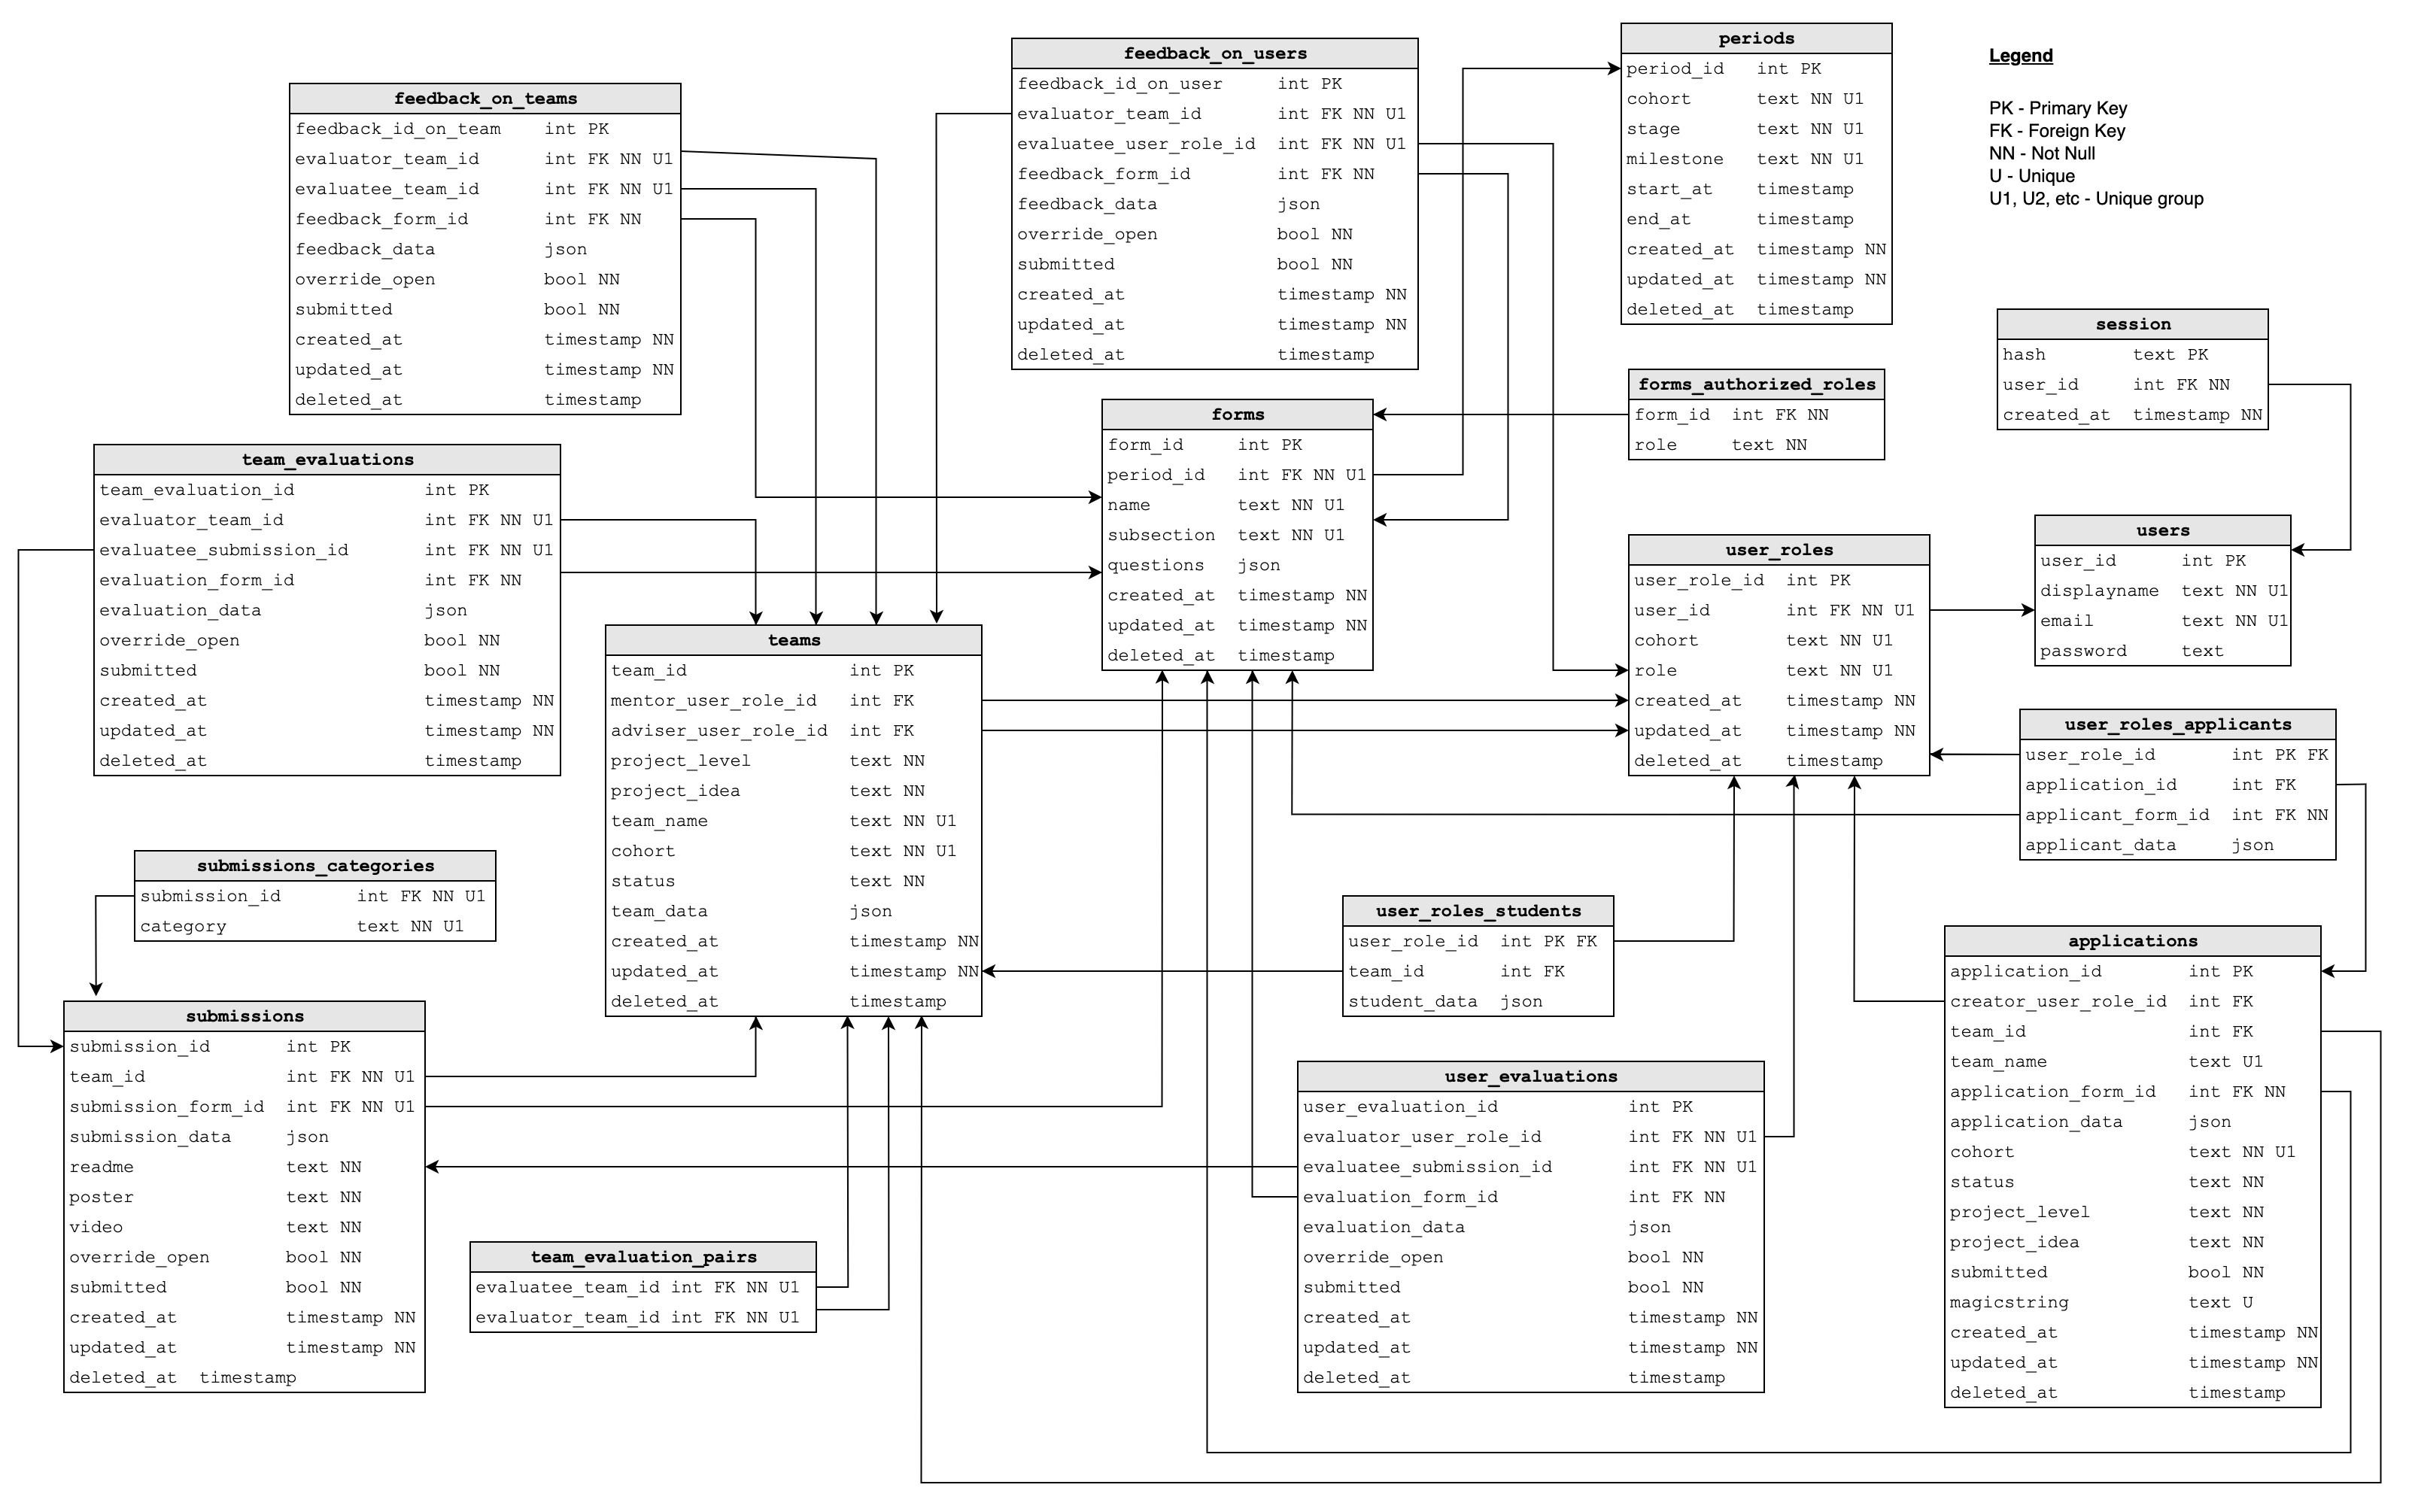 feedback_on_teams
feedback_id_on_team int PK
evaluator_team_id int FK NN U1
evaluatee_team_id int FK NN U1
feedback_form_id int FK NN
feedback_data json
override_open bool NN
submitted bool NN
created_at timestamp NN
updated_at timestamp NN
deleted_at timestamp
feedback_on_users
feedback_id_on_user int PK
evaluator_team_id int FK NN U1
evaluatee_user_role_id int FK NN U1
feedback_form_id int FK NN
feedback_data json
override_open bool NN
submitted bool NN
created_at timestamp NN
updated_at timestamp NN
deleted_at timestamp
periods
period_id int PK
cohort text NN U1
stage text NN U1
milestone text NN U1
start_at timestamp
end_at timestamp
created_at timestamp NN
updated_at timestamp NN
deleted_at timestamp
Legend
PK - Primary Key
FK - Foreign Key
NN - Not Null
U - Unique
U1, U2, etc - Unique group
session
hash text PK
user_id int FK NN
created_at timestamp NN
forms_authorized_roles
form_id int FK NN
role text NN
forms
form_id int PK
period_id int FK NN U1
name text NN U1
subsection text NN U1
questions json
created_at timestamp NN
updated_at timestamp NN
deleted_at timestamp
team_evaluations
team_evaluation_id int PK
evaluator_team_id int FK NN U1
evaluatee_submission_id int FK NN U1
evaluation_form_id int FK NN
evaluation_data json
override_open bool NN
submitted bool NN
created_at timestamp NN
updated_at timestamp NN
deleted_at timestamp
users
user_id int PK
displayname text NN U1
email text NN U1
password text
user_roles
user_role_id int PK
user_id int FK NN U1
cohort text NN U1
role text NN U1
created_at timestamp NN
updated_at timestamp NN
deleted_at timestamp
teams
team_id int PK
mentor_user_role_id int FK
adviser_user_role_id int FK
project_level text NN
project_idea text NN
team_name text NN U1
cohort text NN U1
status text NN
team_data json
created_at timestamp NN
updated_at timestamp NN
deleted_at timestamp
user_roles_applicants
user_role_id int PK FK
application_id int FK
applicant_form_id int FK NN
applicant_data json
submissions_categories
submission_id int FK NN U1
category text NN U1
user_roles_students
user_role_id int PK FK
team_id int FK
student_data json
applications
application_id int PK
creator_user_role_id int FK
team_id int FK
team_name text U1
application_form_id int FK NN
application_data json
cohort text NN U1
status text NN
project_level text NN
project_idea text NN
submitted bool NN
magicstring text U
created_at timestamp NN
updated_at timestamp NN
deleted_at timestamp
submissions
submission_id int PK
team_id int FK NN U1
submission_form_id int FK NN U1
submission_data json
readme text NN
poster text NN
video text NN
override_open bool NN
submitted bool NN
created_at timestamp NN
updated_at timestamp NN
deleted_at timestamp
user_evaluations
user_evaluation_id int PK
evaluator_user_role_id int FK NN U1
evaluatee_submission_id int FK NN U1
evaluation_form_id int FK NN
evaluation_data json
override_open bool NN
submitted bool NN
created_at timestamp NN
updated_at timestamp NN
deleted_at timestamp
team_evaluation_pairs
evaluatee_team_id int FK NN U1
evaluator_team_id int FK NN U1